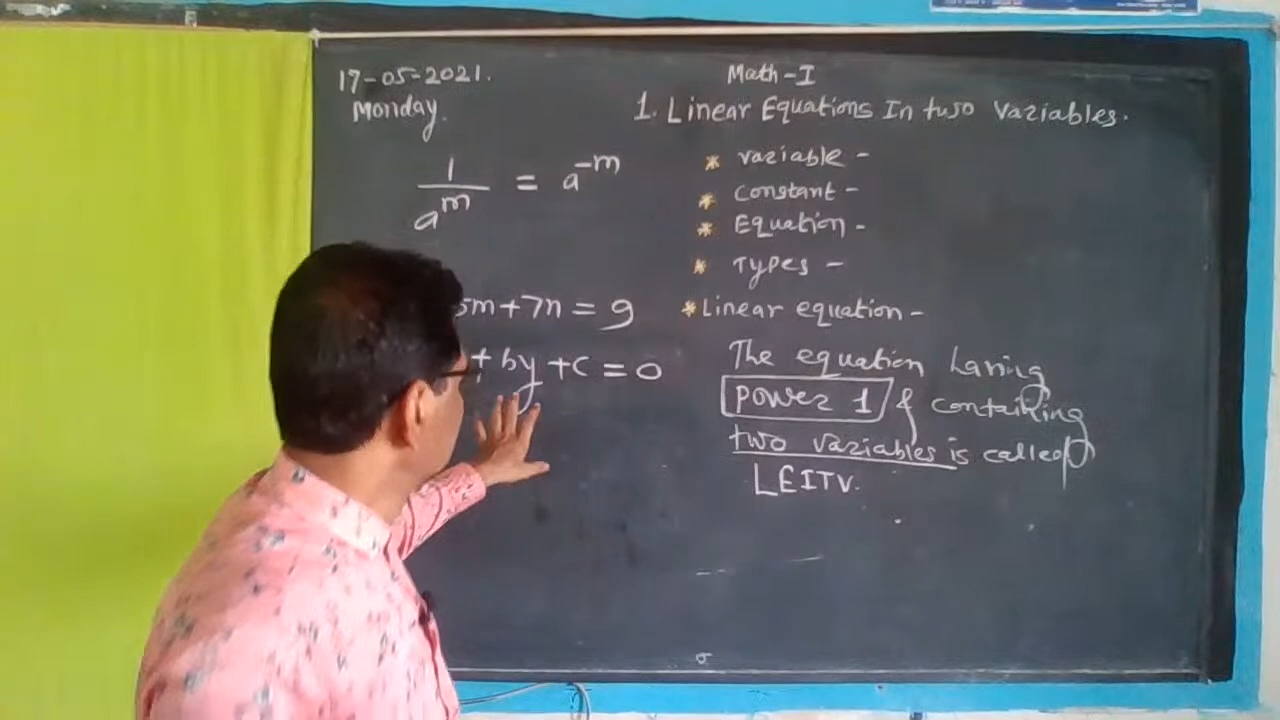 17-05-2021.
Monday.
1/a^m = a^-m
5m+7n = 9
+ by + c = 0
Math-I
1. Linear Equations In two Variables.
* variable -
* Constant -
* Equation -
* Types -
* Linear equation -
The equation having
power 1 & containing
two variables is called
LEITV.